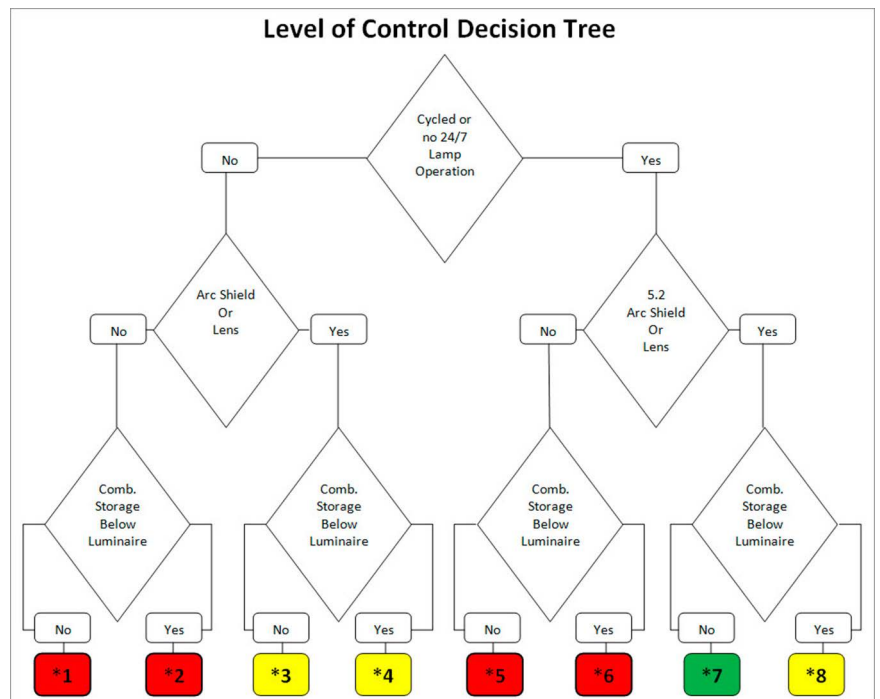 Level of Control Decision Tree
Cycled or
no 24/7
Lamp
Operation
No
Yes
Arc Shield
Or
Lens
5.2
Arc Shield
Or
Lens
No
Yes
No
Yes
Comb.
Storage
Below
Luminaire
Comb.
Storage
Below
Luminaire
Comb.
Storage
Below
Luminaire
Comb.
Storage
Below
Luminaire
No
Yes
No
Yes
No
Yes
No
Yes
*1
*2
*3
*4
*5
*6
*7
*8